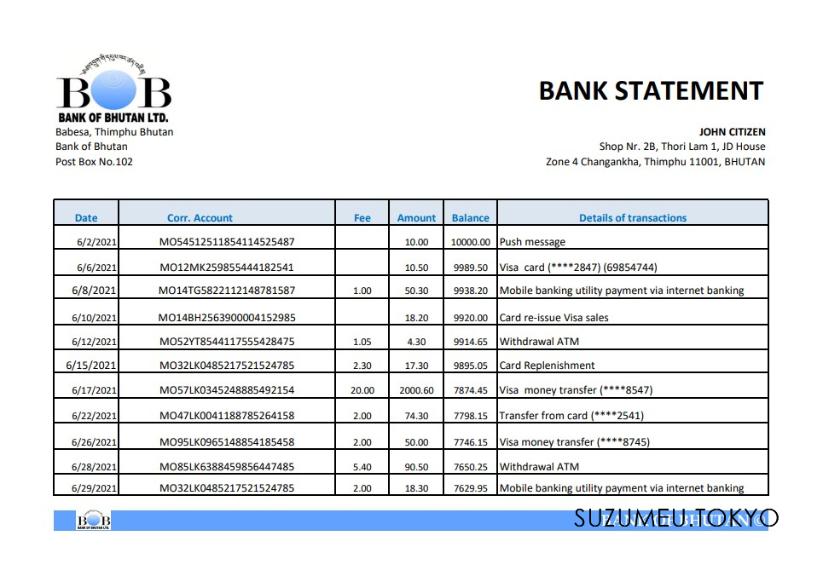 BOB
BANK OF BHUTAN LTD.
Babesa, Thimphu Bhutan
Bank of Bhutan
Post Box No.102
BANK STATEMENT
JOHN CITIZEN
Shop Nr. 2B, Thori Lam 1, JD House
Zone 4 Changankha, Thimphu 11001, BHUTAN
Date Corr. Account Fee Amount Balance Details of transactions
6/2/2021 MO54512511854114525487 10.00 10000.00 Push message
6/6/2021 MO12MK259855444182541 10.50 9989.50 Visa card (****2847) (69854744)
6/8/2021 MO14TG5822112148781587 1.00 50.30 9938.20 Mobile banking utility payment via internet banking
6/10/2021 MO14BH2563900004152985 18.20 9920.00 Card re-issue Visa sales
6/12/2021 MO52YT8544117555428475 1.05 4.30 9914.65 Withdrawal ATM
6/15/2021 MO32LK0485217521524785 2.30 17.30 9895.05 Card Replenishment
6/17/2021 MO57LK0345248885492154 20.00 2000.60 7874.45 Visa money transfer (****8547)
6/22/2021 MO47LK0041188785264158 2.00 74.30 7798.15 Transfer from card (****2541)
6/26/2021 MO95LK0965148854185458 2.00 50.00 7746.15 Visa money transfer (****8745)
6/28/2021 MO85LK6388459856447485 5.40 90.50 7650.25 Withdrawal ATM
6/29/2021 MO32LK0485217521524785 2.00 18.30 7629.95 Mobile banking utility payment via internet banking
BOB
BANK OF BHUTAN LTD.
BANK OF BHUTAN ©
SUZUMEU.TOKYO